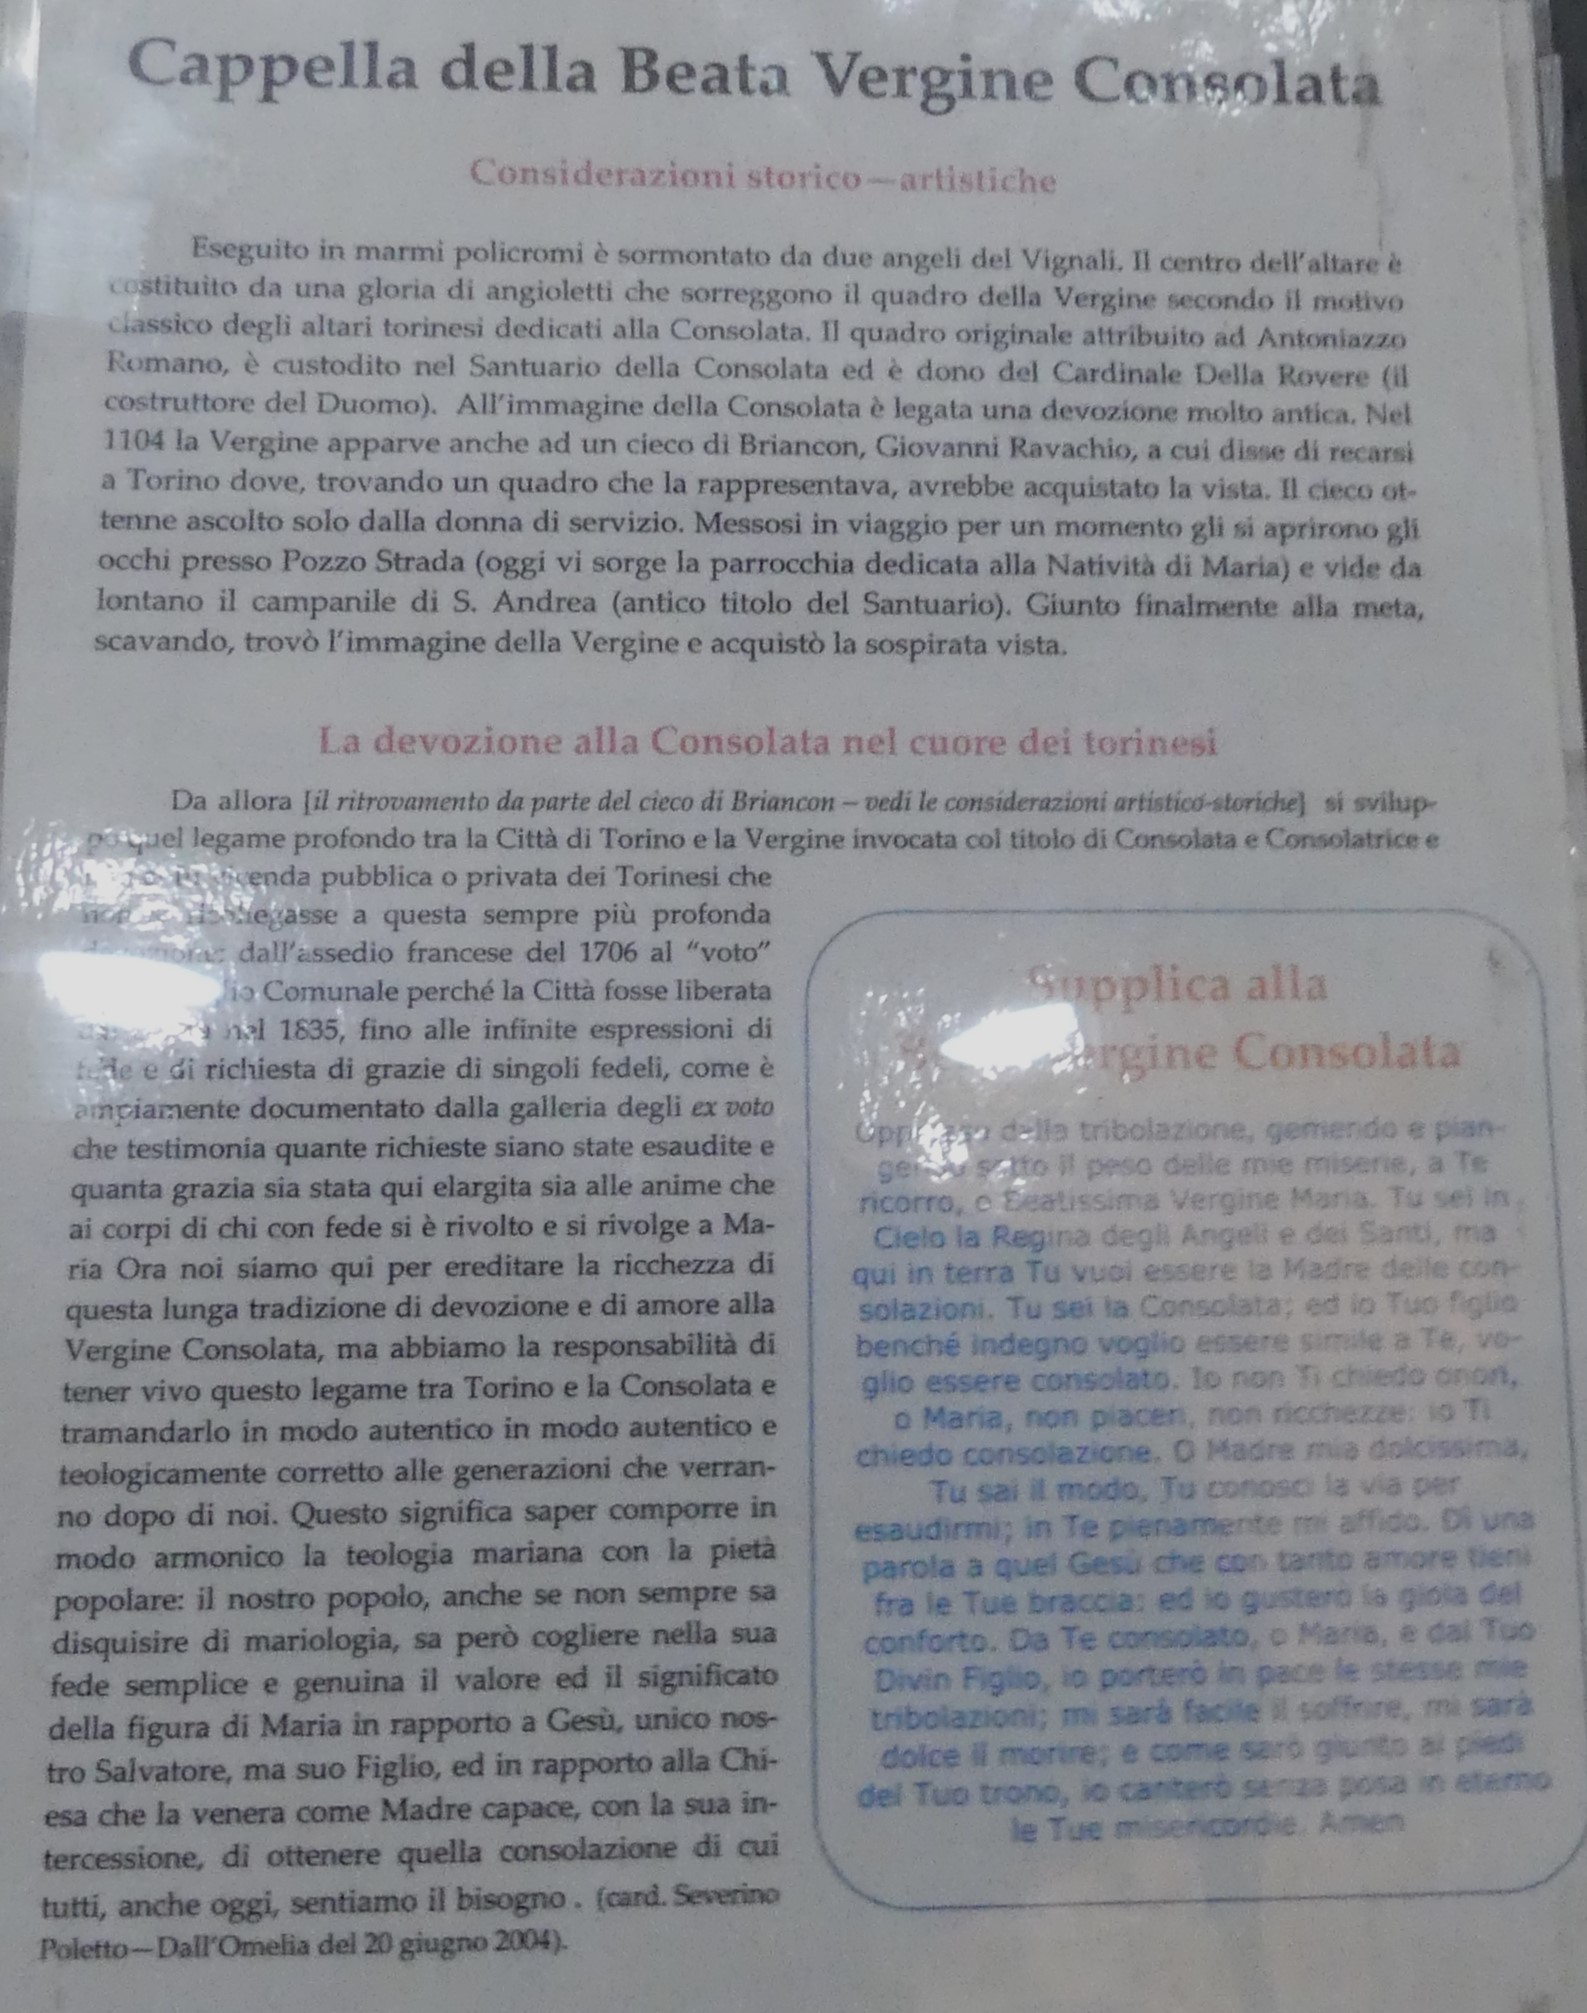 Cappella della Beata Vergine Consolata
Considerazioni storico—artistiche
Eseguito in marmi policromi è sormontato da due angeli del Vignali. Il centro dell'altare è
costituito da una gloria di angioletti che sorreggono il quadro della Vergine secondo il motivo
classico degli altari torinesi dedicati alla Consolata. Il quadro originale attribuito ad Antoniazzo
Romano, è custodito nel Santuario della Consolata ed è dono del Cardinale Della Rovere (il
costruttore del Duomo). All'immagine della Consolata è legata una devozione molto antica. Nel
1104 la Vergine apparve anche ad un cieco di Briancon, Giovanni Ravachio, a cui disse di recarsi
a Torino dove, trovando un quadro che la rappresentava, avrebbe acquistato la vista. Il cieco ot-
tenne ascolto solo dalla donna di servizio. Messosi in viaggio per un momento gli si aprirono gli
occhi presso Pozzo Strada (oggi vi sorge la parrocchia dedicata alla Natività di Maria) e vide da
lontano il campanile di S. Andrea (antico titolo del Santuario). Giunto finalmente alla meta,
scavando, trovò l'immagine della Vergine e acquistò la sospirata vista.
La devozione alla Consolata nel cuore dei torinesi
Da allora [il ritrovamento da parte del cieco di Briancon – vedi le considerazioni artistico-storiche] si svilup-
pò quel legame profondo tra la Città di Torino e la Vergine invocata col titolo di Consolata e Consolatrice e
pubblica o privata dei Torinesi che
a questa sempre più profonda
dall'assedio francese del 1706 al "voto"
Comunale perché la Città fosse liberata
nel 1835, fino alle infinite espressioni di
fede e di richiesta di grazie di singoli fedeli, come è
ampiamente documentato dalla galleria degli ex voto
che testimonia quante richieste siano state esaudite e
quanta grazia sia stata qui elargita sia alle anime che
ai corpi di chi con fede si è rivolto e si rivolge a Ma-
ria Ora noi siamo qui per ereditare la ricchezza di
questa lunga tradizione di devozione e di amore alla
Vergine Consolata, ma abbiamo la responsabilità di
tener vivo questo legame tra Torino e la Consolata e
tramandarlo in modo autentico in modo autentico e
teologicamente corretto alle generazioni che verran-
no dopo di noi. Questo significa saper comporre in
modo armonico la teologia mariana con la pietà
popolare: il nostro popolo, anche se non sempre sa
disquisire di mariologia, sa però cogliere nella sua
fede semplice e genuina il valore ed il significato
della figura di Maria in rapporto a Gesù, unico nos-
tro Salvatore, ma suo Figlio, ed in rapporto alla Chi-
esa che la venera come Madre capace, con la sua in-
tercessione, di ottenere quella consolazione di cui
tutti, anche oggi, sentiamo il bisogno . (card. Severino
Poletto—Dall'Omelia del 20 giugno 2004).
Supplica alla
Vergine Consolata
Oppresso dalla tribolazione, gemendo e pian-
gendo sotto il peso delle mie miserie, a Te
ricorro, o Beatissima Vergine Maria. Tu sei in
Cielo la Regina degli Angeli e dei Santi, ma
qui in terra Tu vuoi essere la Madre delle con-
solazioni. Tu sei la Consolata; ed io Tuo figlio
benché indegno voglio essere simile a Te, vo-
glio essere consolato. Io non Ti chiedo onori,
o Maria, non piaceri, non ricchezze: io Ti
chiedo consolazione. O Madre mia dolcissima,
Tu sai il modo, Tu conosci la via per
esaudirmi; in Te pienamente mi affido. Di una
parola a quel Gesù che con tanto amore tieni
fra le Tue braccia: ed io gusterò la gioia del
conforto. Da Te consolato, o Maria, e dal Tuo
Divin Figlio, io porterò in pace le stesse mie
tribolazioni; mi sarà facile il soffrire, mi sarà
dolce il morire; e come sarò giunto ai piedi
del Tuo trono, io canterò senza posa in eterno
le Tue misericordie. Amen